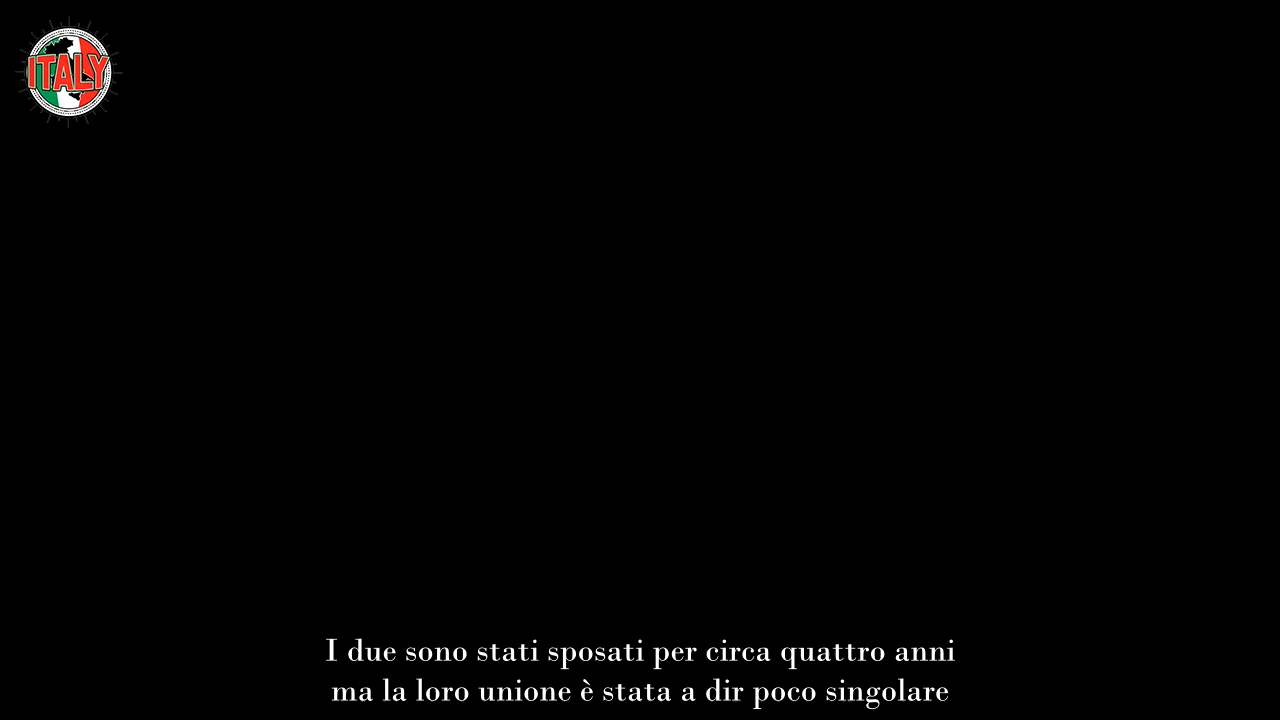 ITALY
I due sono stati sposati per circa quattro anni
ma la loro unione è stata a dir poco singolare